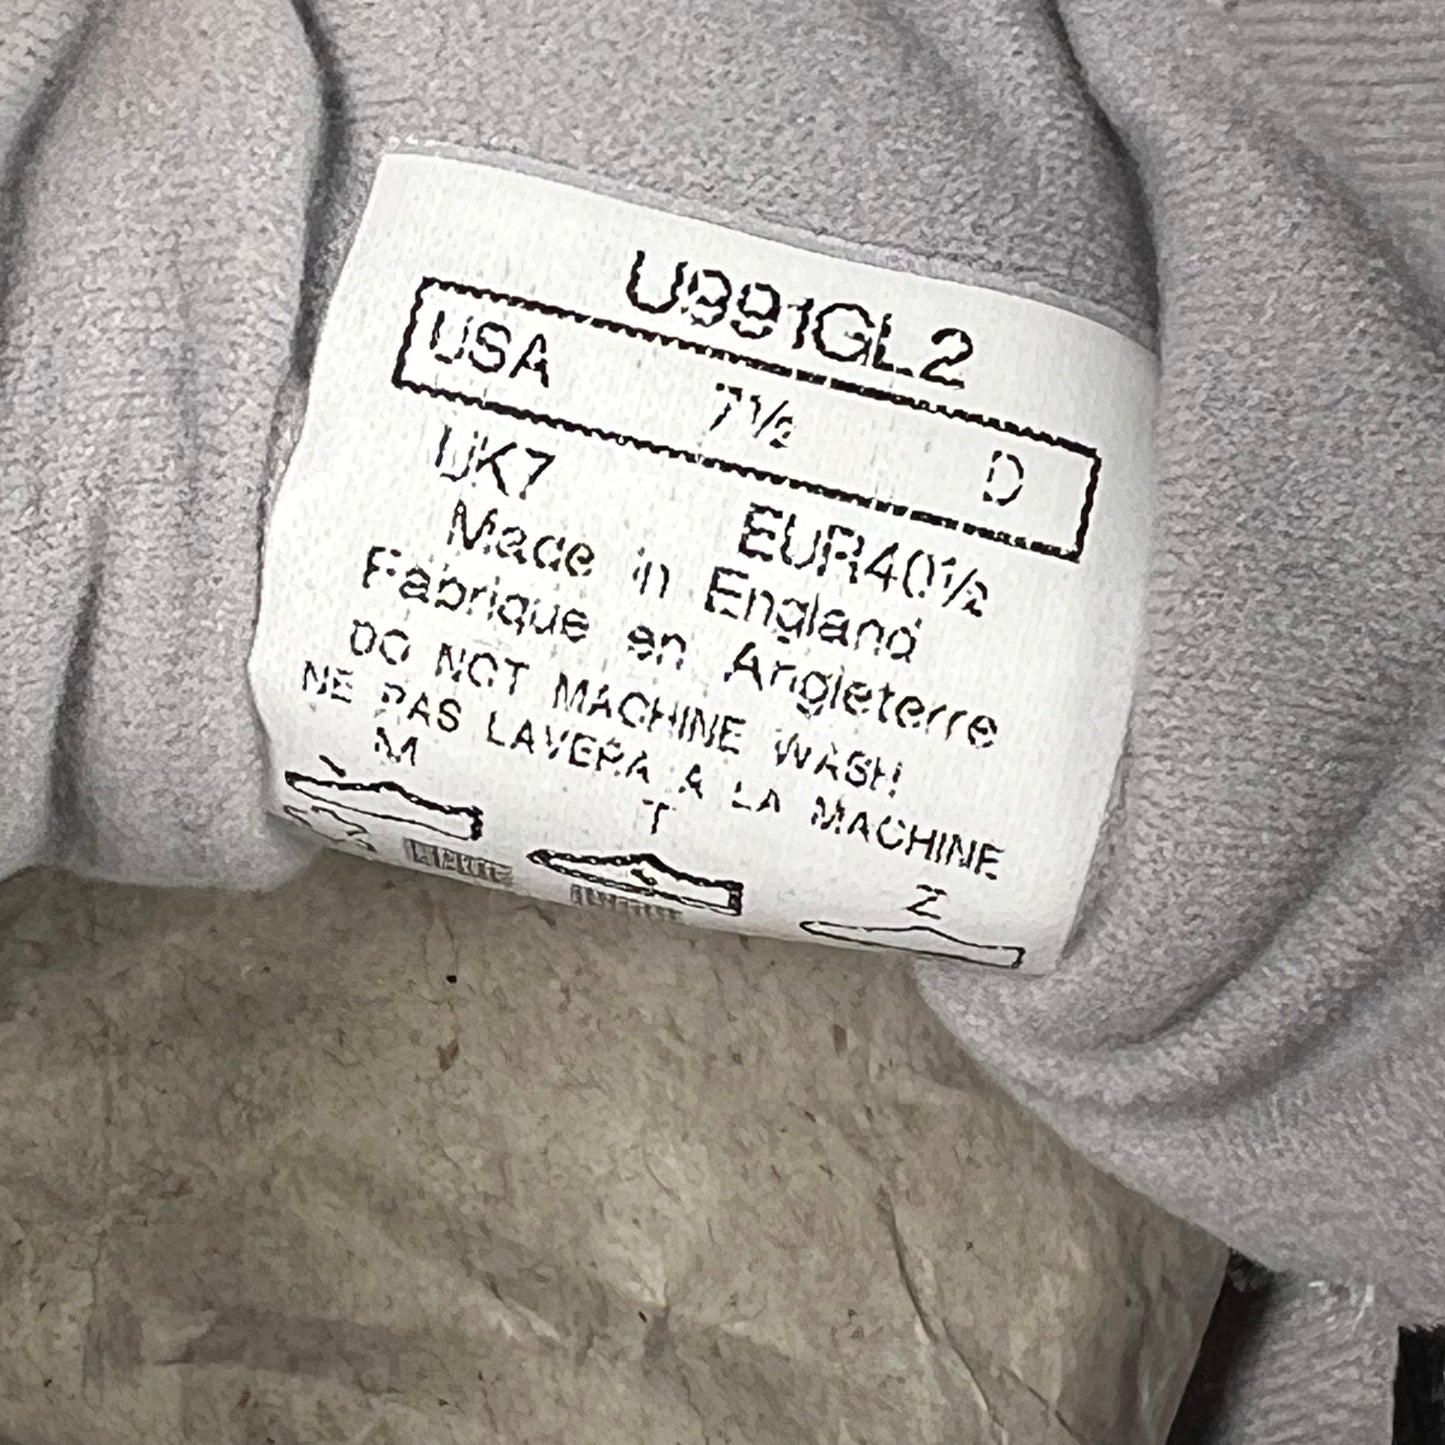 U991GL2
USA 7½ D
UK7 EUR40½
Made in England
Fabrique en Angleterre
DO NOT MACHINE WASH
NE PAS LAVERA A LA MACHINE
M T Z